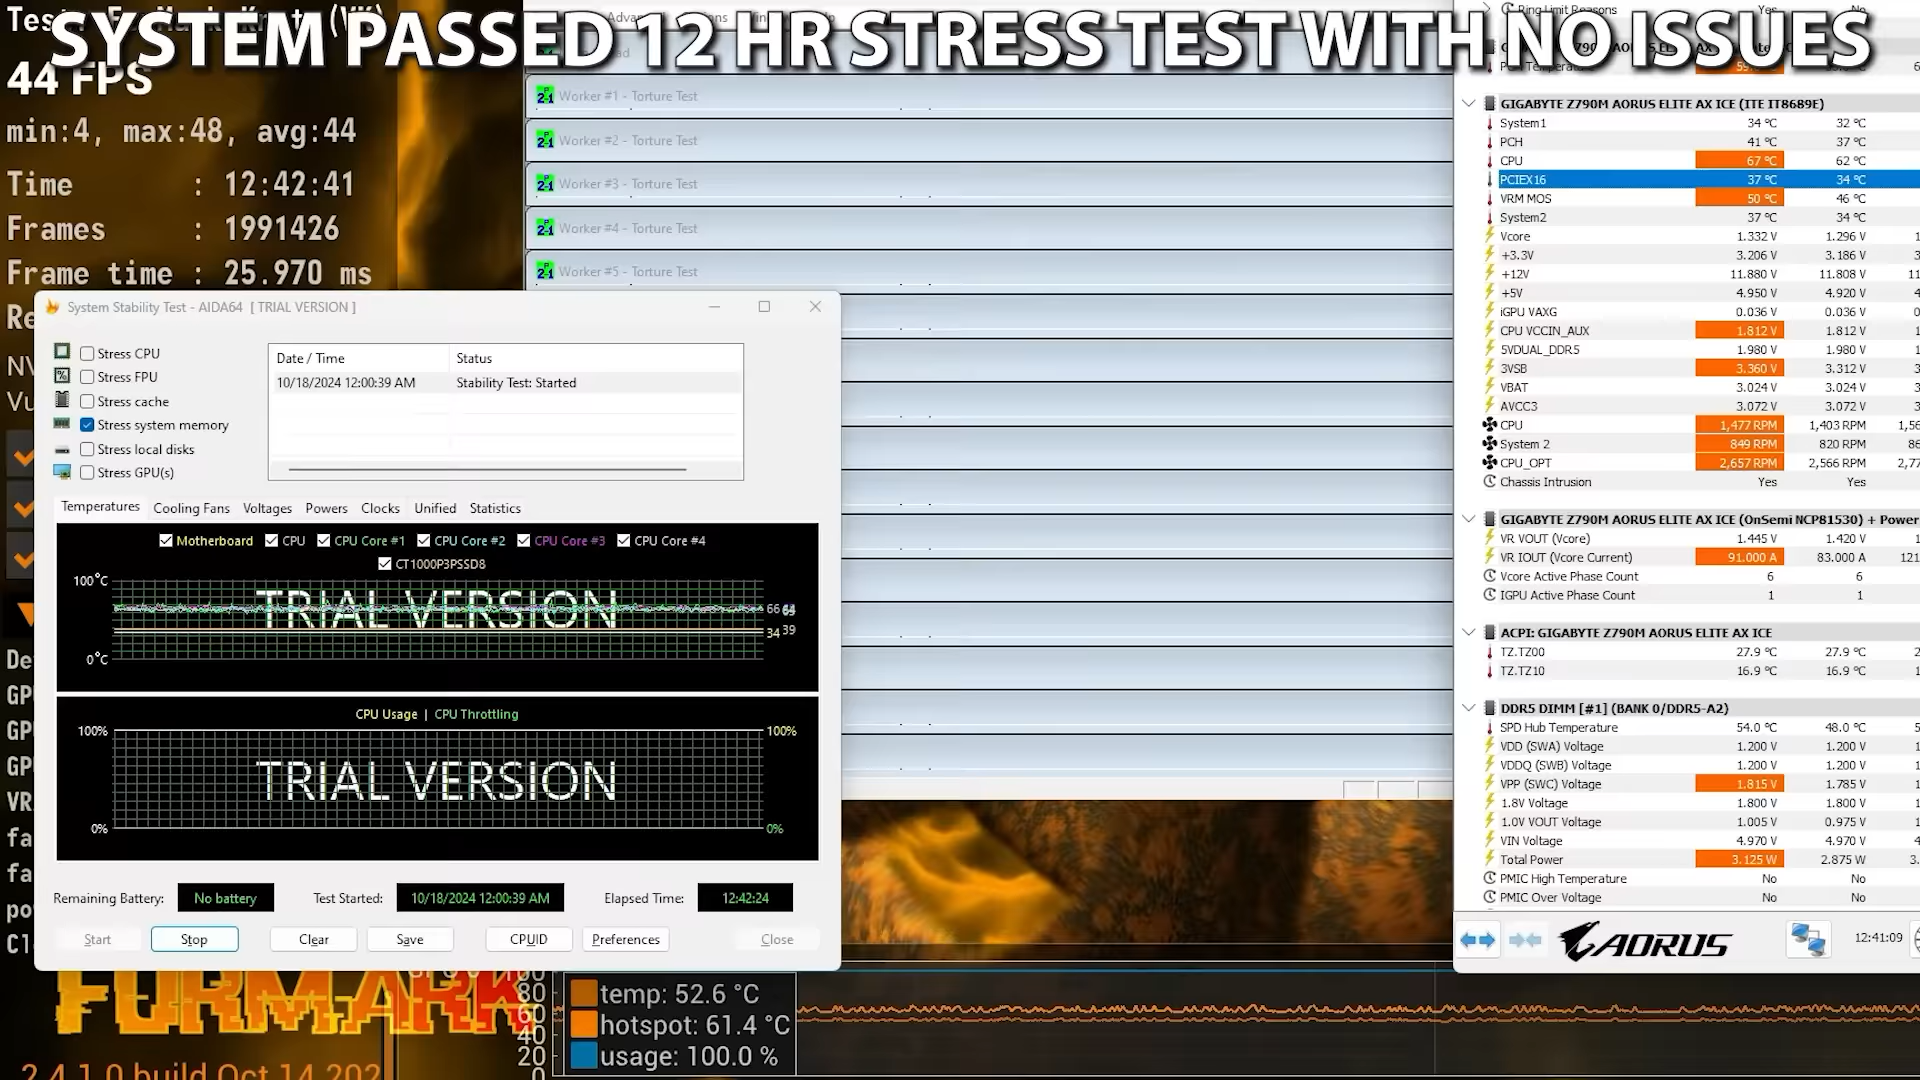 SYSTEM PASSED 12 HR STRESS TEST WITH NO ISSUES
44 FPS
min:4, max:48, avg:44
Time : 12:42:41
Frames : 1991426
Frame time : 25.970 ms
Worker #1 - Torture Test
Worker #2 - Torture Test
Worker #3 - Torture Test
Worker #4 - Torture Test
Worker #5 - Torture Test
System Stability Test - AIDA64 [ TRIAL VERSION ]
Stress CPU
Stress FPU
Stress cache
Stress system memory
Stress local disks
Stress GPU(s)
Date / Time Status
10/18/2024 12:00:39 AM Stability Test: Started
Temperatures Cooling Fans Voltages Powers Clocks Unified Statistics
Motherboard CPU CPU Core #1 CPU Core #2 CPU Core #3 CPU Core #4
CT1000P3PSSD8
100°C
TRIAL VERSION
66
34 39
0°C
CPU Usage | CPU Throttling
100% 100%
TRIAL VERSION
0% 0%
Remaining Battery: No battery Test Started: 10/18/2024 12:00:39 AM Elapsed Time: 12:42:24
Start Stop Clear Save CPUID Preferences Close
FURMARK
temp: 52.6 °C
hotspot: 61.4 °C
usage: 100.0 %
80
60
40
20
Ring Limit Reasons Yes No
GIGABYTE Z790M AORUS ELITE AX ICE (ITE IT8689E)
System1 34 °C 32 °C
PCH 41 °C 37 °C
CPU 67 °C 62 °C
PCIEX16 37 °C 34 °C
VRM MOS 50 °C 46 °C
System2 37 °C 34 °C
Vcore 1.332 V 1.296 V
+3.3V 3.206 V 3.186 V
+12V 11.880 V 11.808 V
+5V 4.950 V 4.920 V
iGPU VAXG 0.036 V 0.036 V
CPU VCCIN_AUX 1.812 V 1.812 V
5VDUAL_DDR5 1.980 V 1.980 V
3VSB 3.360 V 3.312 V
VBAT 3.024 V 3.024 V
AVCC3 3.072 V 3.072 V
CPU 1,477 RPM 1,403 RPM
System 2 849 RPM 820 RPM
CPU_OPT 2,657 RPM 2,566 RPM
Chassis Intrusion Yes Yes
GIGABYTE Z790M AORUS ELITE AX ICE (OnSemi NCP81530) + Power
VR VOUT (Vcore) 1.445 V 1.420 V
VR IOUT (Vcore Current) 91.000 A 83.000 A 121
Vcore Active Phase Count 6 6
IGPU Active Phase Count 1 1
ACPI: GIGABYTE Z790M AORUS ELITE AX ICE
TZ.TZ00 27.9 °C 27.9 °C
TZ.TZ10 16.9 °C 16.9 °C
DDR5 DIMM [#1] (BANK 0/DDR5-A2)
SPD Hub Temperature 54.0 °C 48.0 °C
VDD (SWA) Voltage 1.200 V 1.200 V
VDDQ (SWB) Voltage 1.200 V 1.200 V
VPP (SWC) Voltage 1.815 V 1.785 V
1.8V Voltage 1.800 V 1.800 V
1.0V VOUT Voltage 1.005 V 0.975 V
VIN Voltage 4.970 V 4.970 V
Total Power 3.125 W 2.875 W
PMIC High Temperature No No
PMIC Over Voltage No No
AORUS 12:41:09